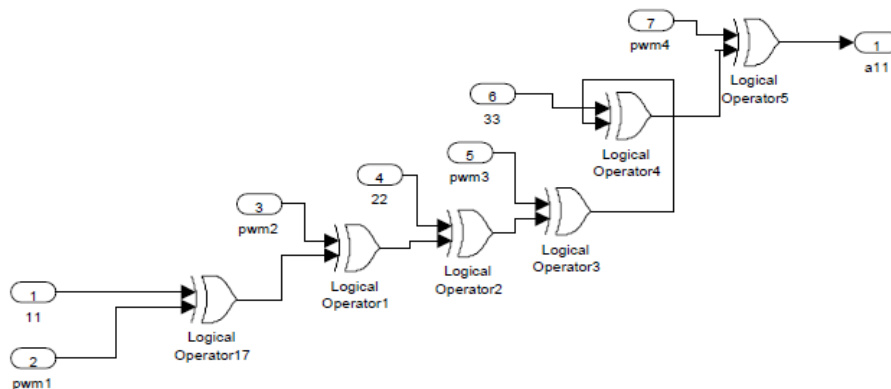 7
pwm4
1
a11
Logical
Operator5
6
33
Logical
Operator4
5
pwm3
4
22
Logical
Operator3
3
pwm2
Logical
Operator2
Logical
Operator1
1
11
Logical
Operator17
2
pwm1